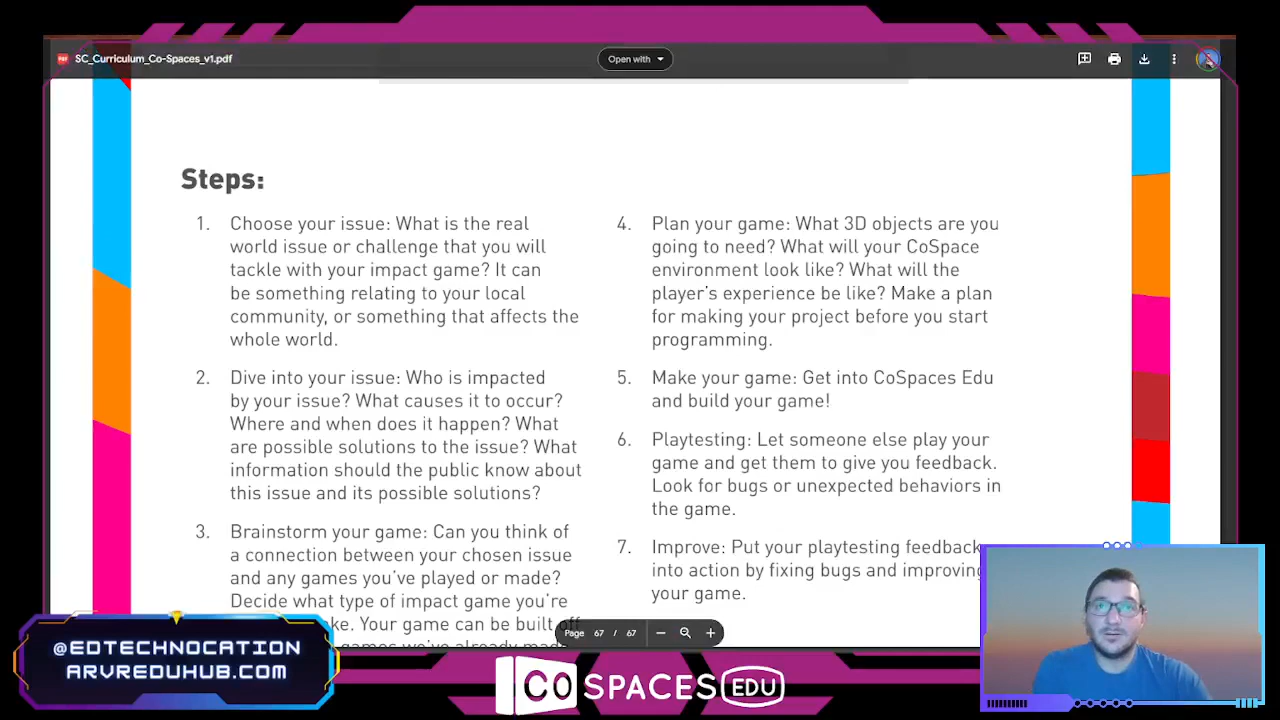 SC_Curriculum_Co-Spaces_v1.pdf
Open with
Steps:
1. Choose your issue: What is the real
world issue or challenge that you will
tackle with your impact game? It can
be something relating to your local
community, or something that affects the
whole world.
2. Dive into your issue: Who is impacted
by your issue? What causes it to occur?
Where and when does it happen? What
are possible solutions to the issue? What
information should the public know about
this issue and its possible solutions?
3. Brainstorm your game: Can you think of
a connection between your chosen issue
and any games you've played or made?
Decide what type of impact game you're
Your game can be built off
games we've already made
4. Plan your game: What 3D objects are you
going to need? What will your CoSpace
environment look like? What will the
player's experience be like? Make a plan
for making your project before you start
programming.
5. Make your game: Get into CoSpaces Edu
and build your game!
6. Playtesting: Let someone else play your
game and get them to give you feedback.
Look for bugs or unexpected behaviors in
the game.
7. Improve: Put your playtesting feedback
into action by fixing bugs and improving
your game.
Page 67 / 67
@EDTECHNOCATION
ARVREDUHUB.COM
COSPACES EDU